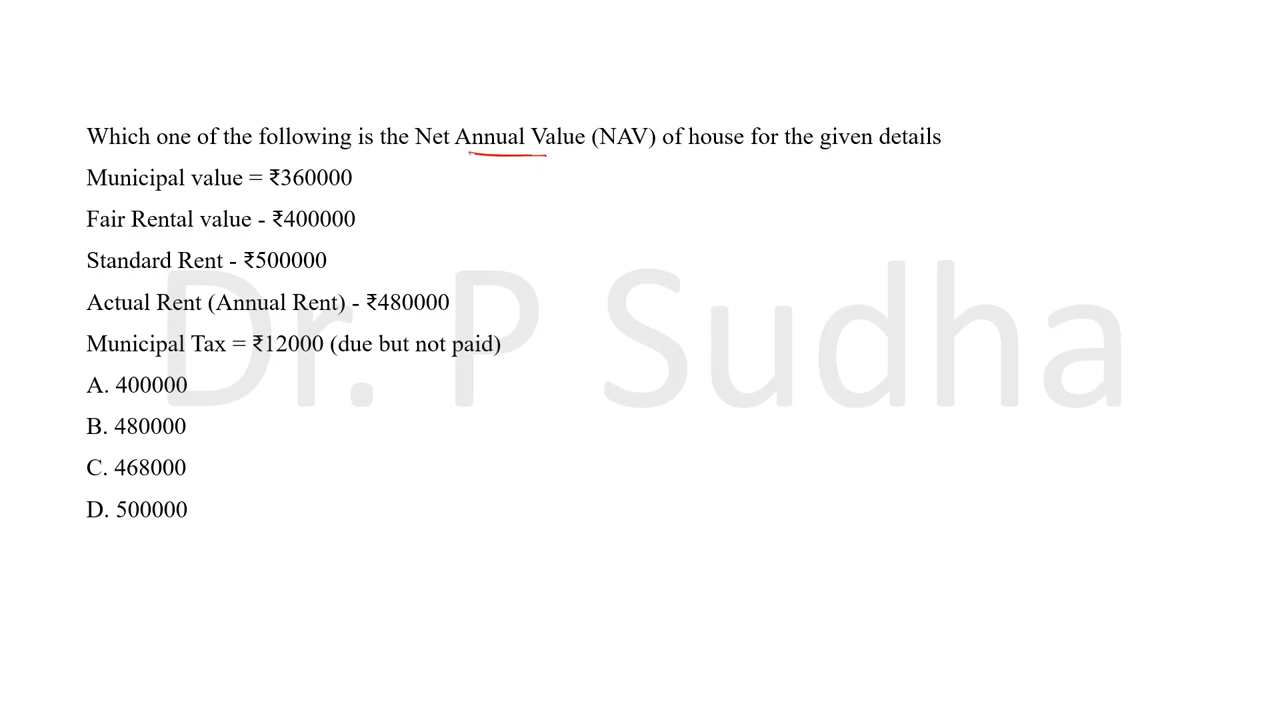 Which one of the following is the Net Annual Value (NAV) of house for the given details
Municipal value = ₹360000
Fair Rental value - ₹400000
Standard Rent - ₹500000
Actual Rent (Annual Rent) - ₹480000
Municipal Tax = ₹12000 (due but not paid)
A. 400000
B. 480000
C. 468000
D. 500000
Dr. P Sudha